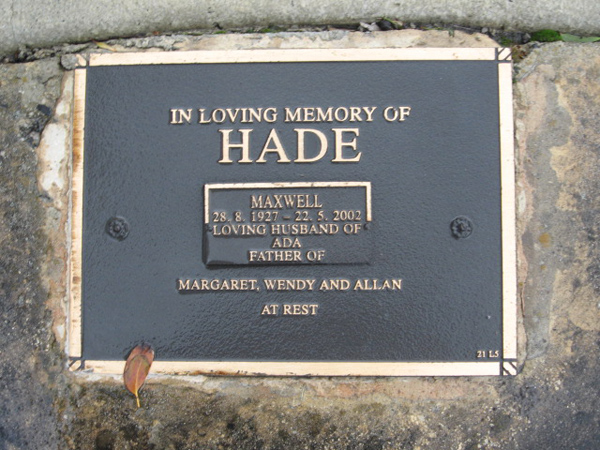 IN LOVING MEMORY OF
HADE
MAXWELL
28. 8. 1927 – 22. 5. 2002
LOVING HUSBAND OF
ADA
FATHER OF
MARGARET, WENDY AND ALLAN
AT REST
21 L5